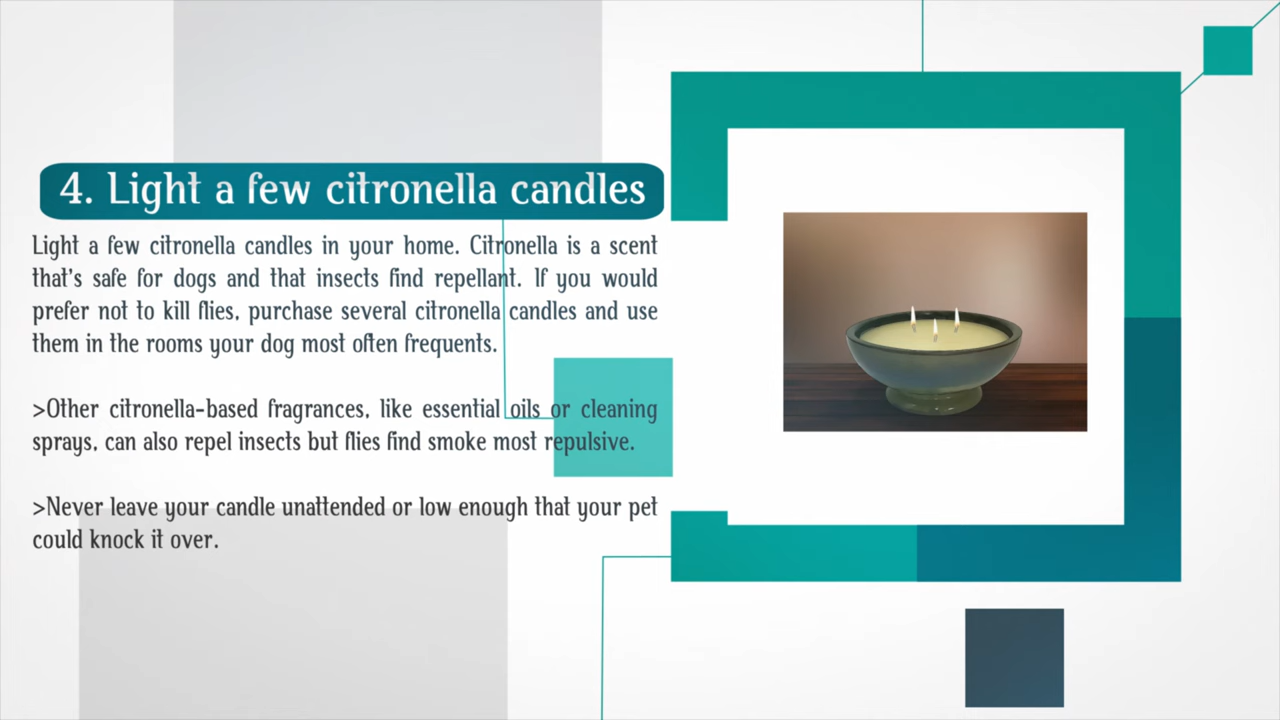 4. Light a few citronella candles
Light a few citronella candles in your home. Citronella is a scent
that's safe for dogs and that insects find repellant. If you would
prefer not to kill flies, purchase several citronella candles and use
them in the rooms your dog most often frequents.
>Other citronella-based fragrances, like essential oils or cleaning
sprays, can also repel insects but flies find smoke most repulsive.
>Never leave your candle unattended or low enough that your pet
could knock it over.